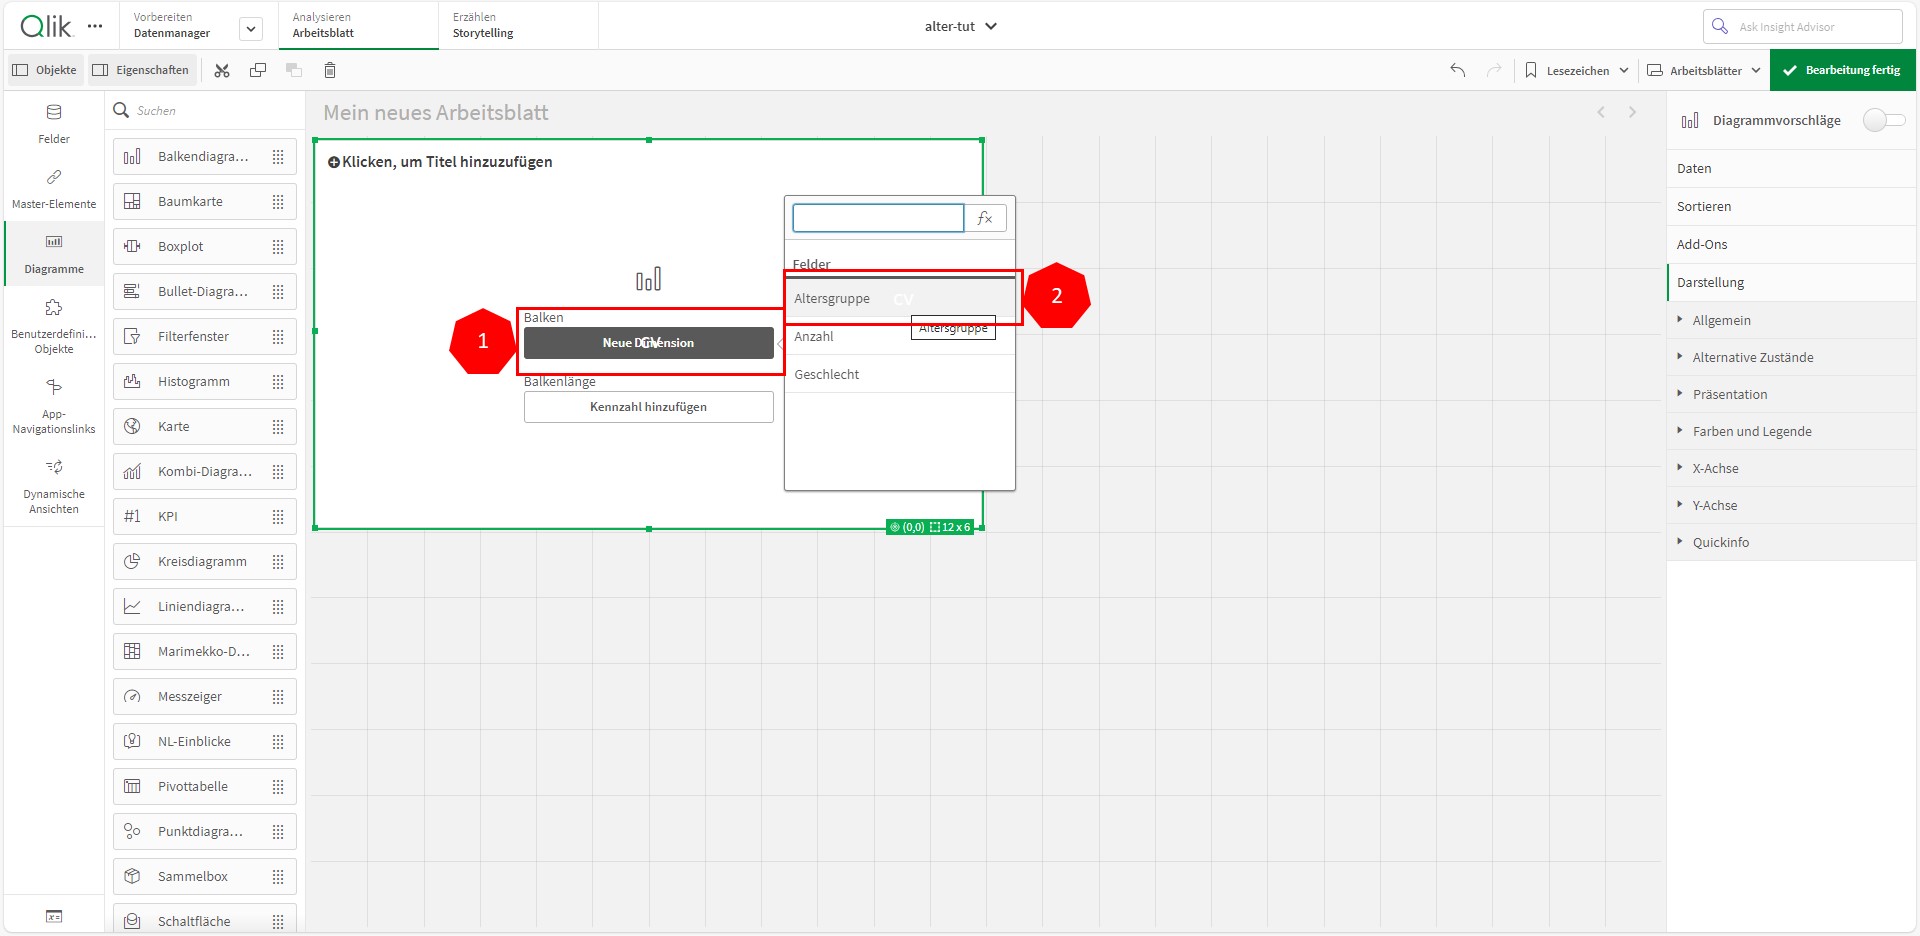 Qlik
Vorbereiten
Datenmanager
Analysieren
Arbeitsblatt
Erzählen
Storytelling
alter-tut
Ask Insight Advisor
Objekte
Eigenschaften
Lesezeichen
Arbeitsblätter
Bearbeitung fertig
Felder
Master-Elemente
Diagramme
Benutzerdefini...
Objekte
App-
Navigationslinks
Dynamische
Ansichten
Suchen
Balkendiagra...
Baumkarte
Boxplot
Bullet-Diagra...
Filterfenster
Histogramm
Karte
Kombi-Diagra...
#1 KPI
Kreisdiagramm
Liniendiagra...
Marimekko-D...
Messzeiger
NL-Einblicke
Pivottabelle
Punktdiagra...
Sammelbox
Schaltfläche
Mein neues Arbeitsblatt
Klicken, um Titel hinzuzufügen
1
Balken
Neue Dimension
CV
Balkenlänge
Kennzahl hinzufügen
fx
Felder
Altersgruppe
CV
2
Altersgruppe
Anzahl
Geschlecht
(0,0) 12 x 6
Diagrammvorschläge
Daten
Sortieren
Add-Ons
Darstellung
Allgemein
Alternative Zustände
Präsentation
Farben und Legende
X-Achse
Y-Achse
Quickinfo